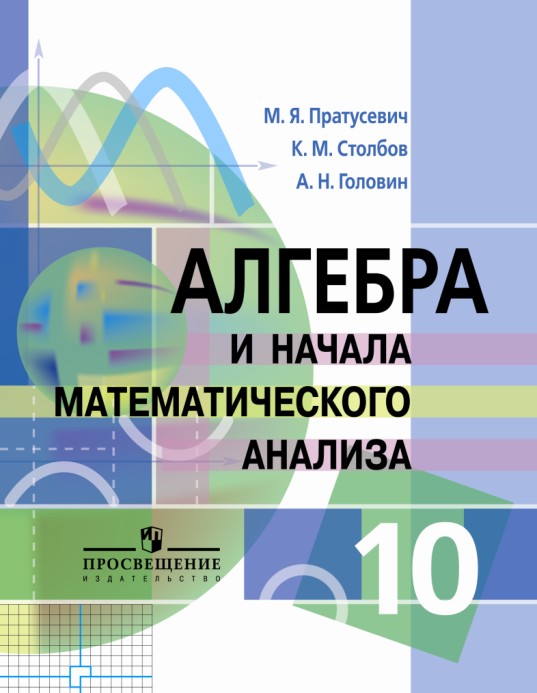 М. Я. Пратусевич
К. М. Столбов
А. Н. Головин
АЛГЕБРА
И НАЧАЛА
МАТЕМАТИЧЕСКОГО
АНАЛИЗА
10
ПРОСВЕЩЕНИЕ
ИЗДАТЕЛЬСТВО